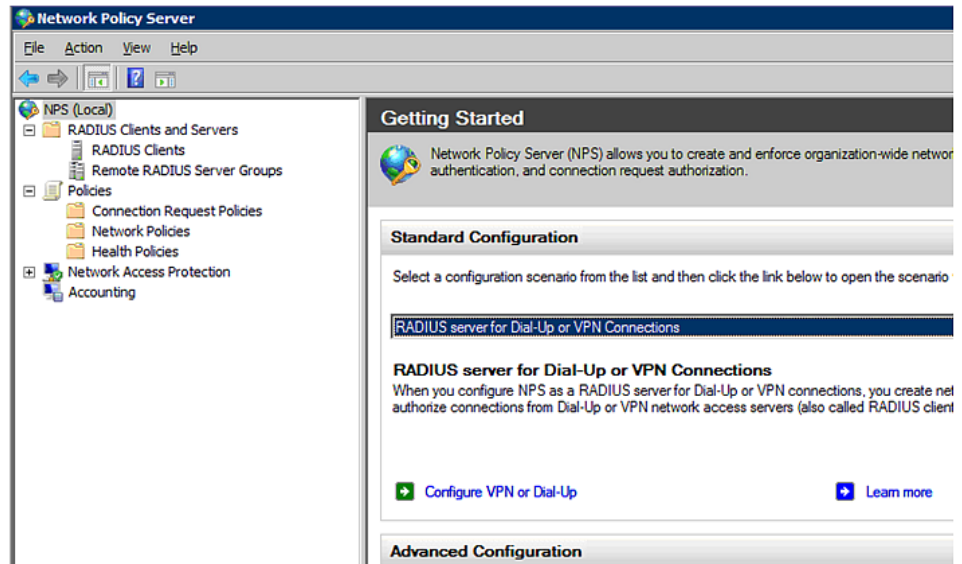 Network Policy Server
File Action View Help
NPS (Local)
RADIUS Clients and Servers
RADIUS Clients
Remote RADIUS Server Groups
Policies
Connection Request Policies
Network Policies
Health Policies
Network Access Protection
Accounting
Getting Started
Network Policy Server (NPS) allows you to create and enforce organization-wide networ
authentication, and connection request authorization.
Standard Configuration
Select a configuration scenario from the list and then click the link below to open the scenario
RADIUS server for Dial-Up or VPN Connections
RADIUS server for Dial-Up or VPN Connections
When you configure NPS as a RADIUS server for Dial-Up or VPN connections, you create net
authorize connections from Dial-Up or VPN network access servers (also called RADIUS client
Configure VPN or Dial-Up
Learn more
Advanced Configuration